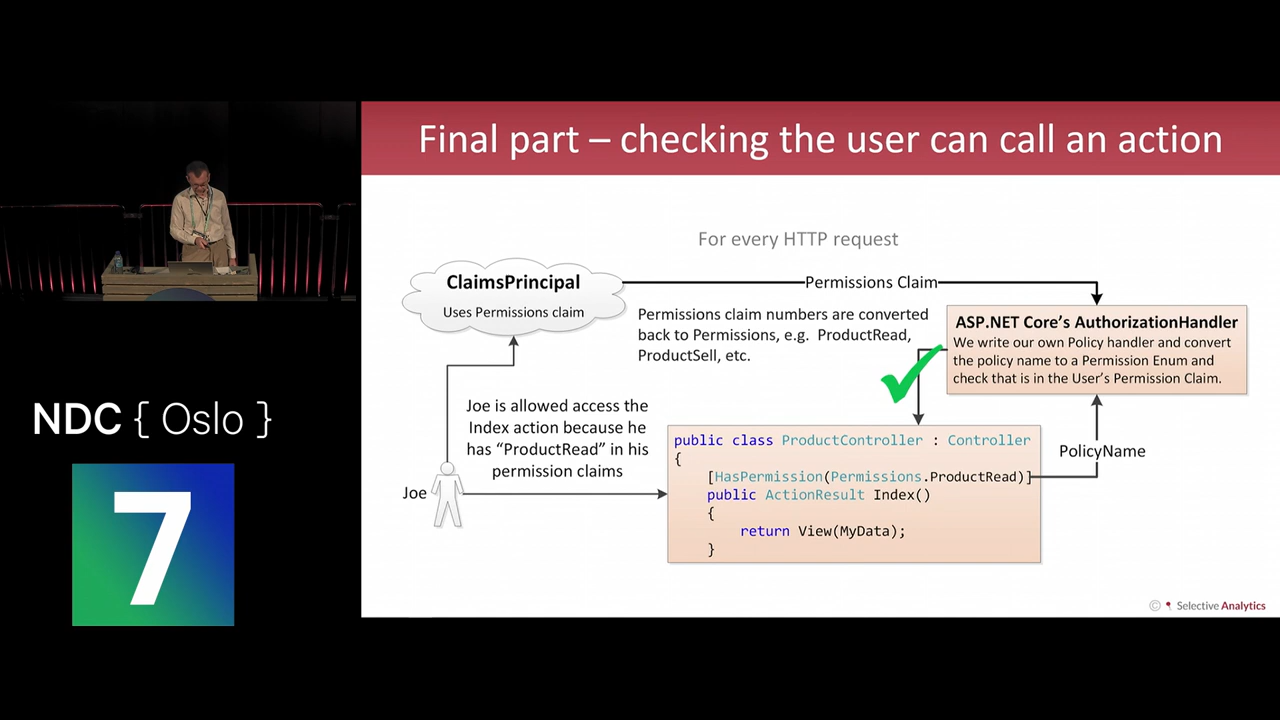 Final part – checking the user can call an action
For every HTTP request
ClaimsPrincipal
Uses Permissions claim
Permissions Claim
Permissions claim numbers are converted
back to Permissions, e.g. ProductRead,
ProductSell, etc.
ASP.NET Core's AuthorizationHandler
We write our own Policy handler and convert
the policy name to a Permission Enum and
check that is in the User's Permission Claim.
Joe is allowed access the
Index action because he
has “ProductRead” in his
permission claims
Joe
public class ProductController : Controller
{
[HasPermission(Permissions.ProductRead)]
public ActionResult Index()
{
return View(MyData);
}
PolicyName
NDC { Oslo }
7
© Selective Analytics